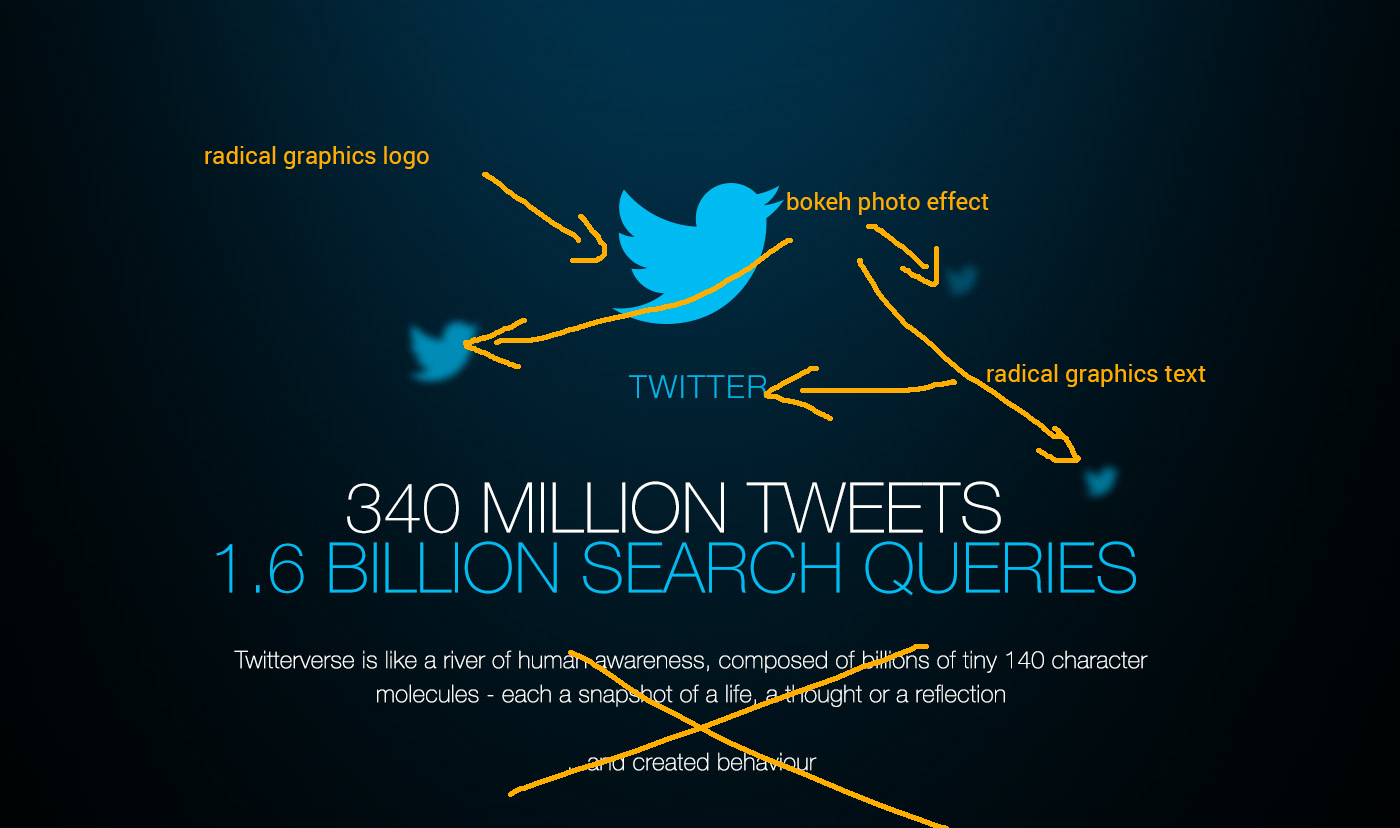 radical graphics logo
bokeh photo effect
radical graphics text
TWITTER
340 MILLION TWEETS
1.6 BILLION SEARCH QUERIES
Twitterverse is like a river of human awareness, composed of billions of tiny 140 character
molecules - each a snapshot of a life, a thought or a reflection
...and created behaviour